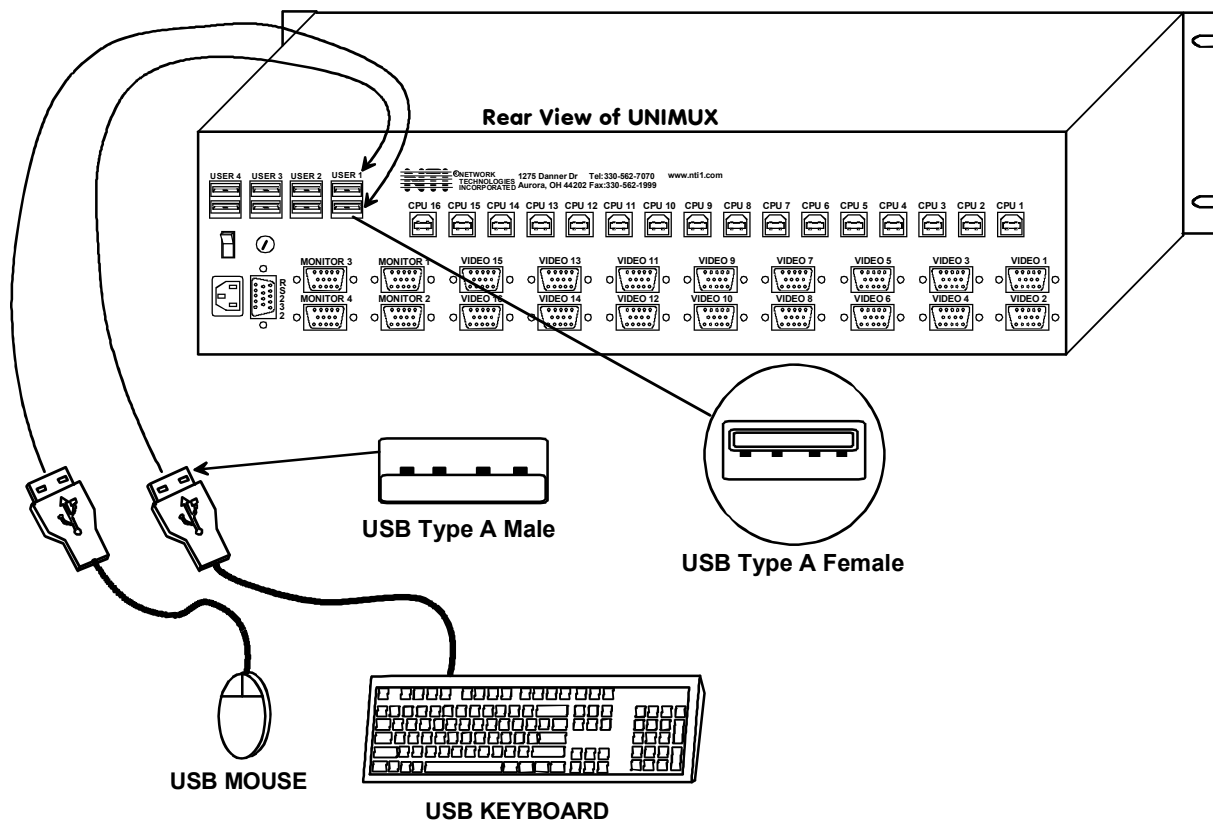 Rear View of UNIMUX
USER 4 USER 3 USER 2 USER 1
NTI ® NETWORK TECHNOLOGIES INCORPORATED
1275 Danner Dr Tel:330-562-7070 www.nti1.com
Aurora, OH 44202 Fax:330-562-1999
CPU 16 CPU 15 CPU 14 CPU 13 CPU 12 CPU 11 CPU 10 CPU 9 CPU 8 CPU 7 CPU 6 CPU 5 CPU 4 CPU 3 CPU 2 CPU 1
RS232
MONITOR 3 MONITOR 1 VIDEO 15 VIDEO 13 VIDEO 11 VIDEO 9 VIDEO 7 VIDEO 5 VIDEO 3 VIDEO 1
MONITOR 4 MONITOR 2 VIDEO 16 VIDEO 14 VIDEO 12 VIDEO 10 VIDEO 8 VIDEO 6 VIDEO 4 VIDEO 2
USB Type A Male
USB Type A Female
USB MOUSE
USB KEYBOARD